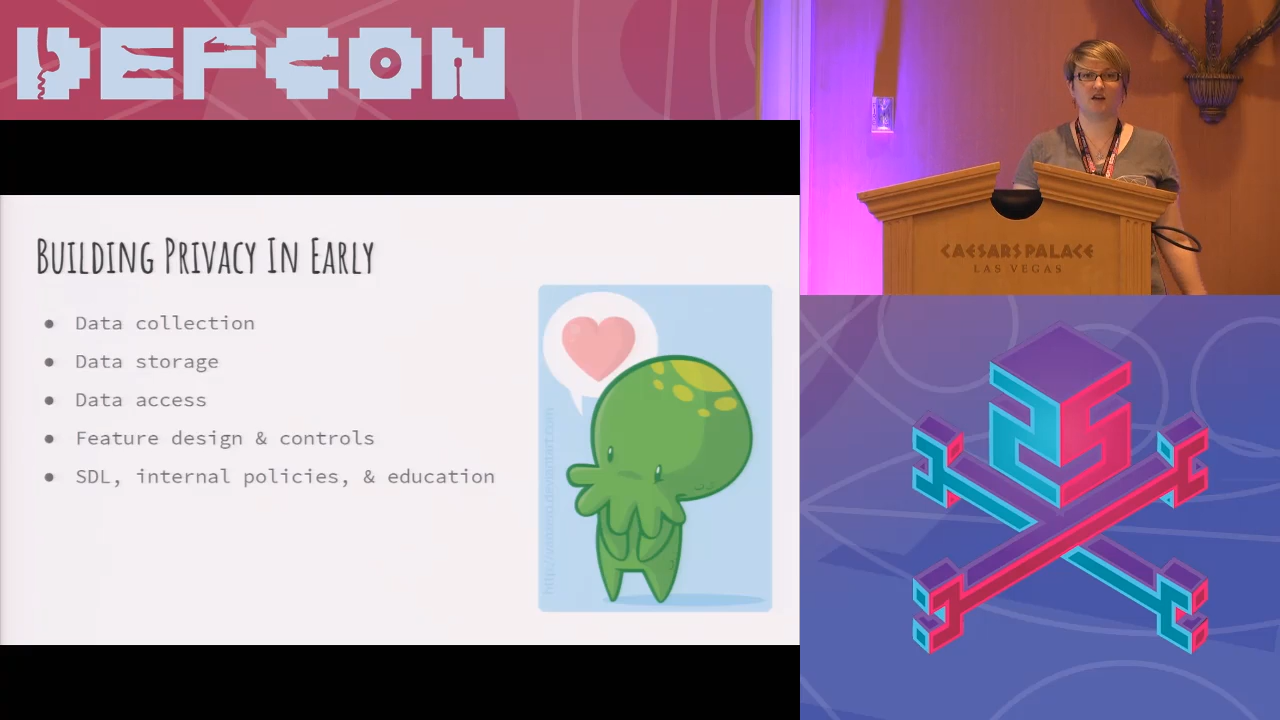 DEFCON
BUILDING PRIVACY IN EARLY
● Data collection
● Data storage
● Data access
● Feature design & controls
● SDL, internal policies, & education
CAESARS PALACE
LAS VEGAS
25